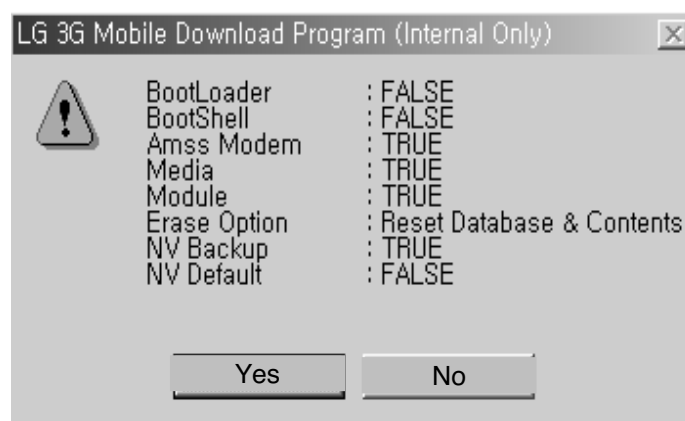 LG 3G Mobile Download Program (Internal Only)
BootLoader : FALSE
BootShell : FALSE
Amss Modem : TRUE
Media : TRUE
Module : TRUE
Erase Option : Reset Database & Contents
NV Backup : TRUE
NV Default : FALSE
Yes No